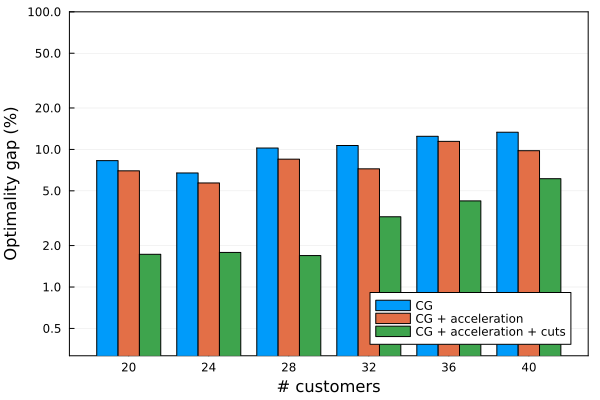 100.0
50.0
20.0
10.0
5.0
2.0
1.0
0.5
Optimality gap (%)
CG
CG + acceleration
CG + acceleration + cuts
20 24 28 32 36 40
# customers